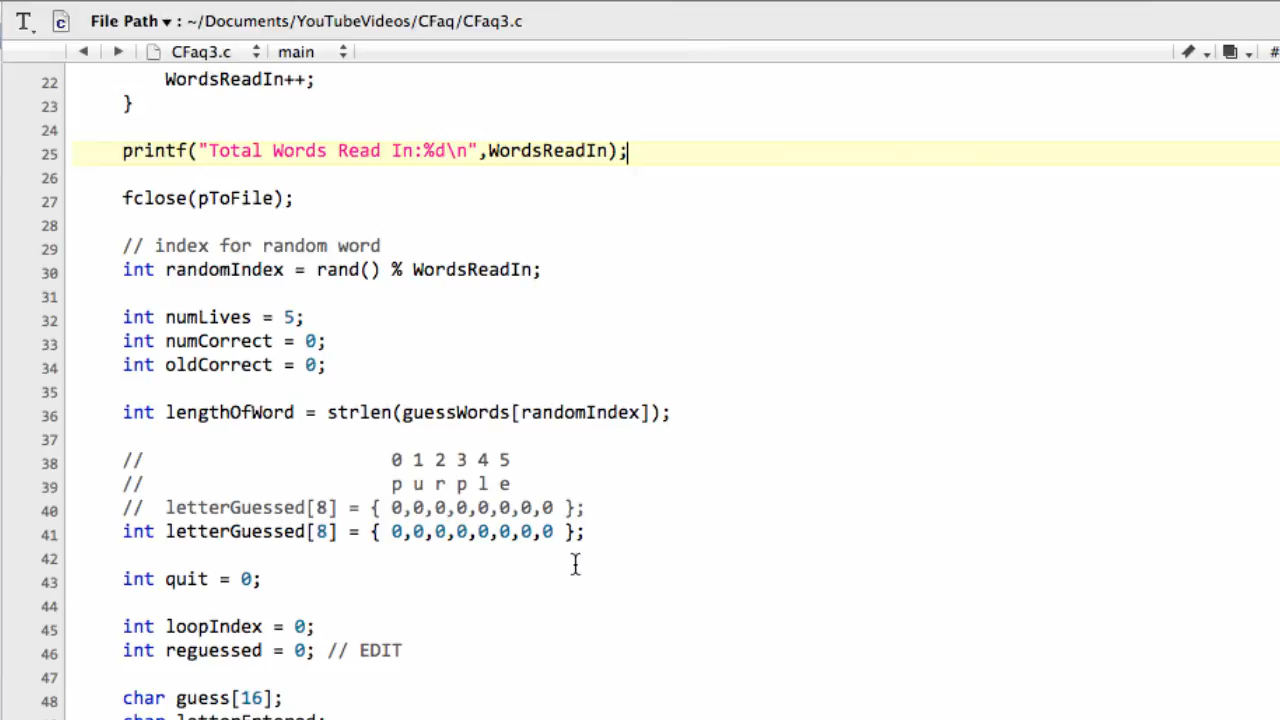 File Path ▾ : ~/Documents/YouTubeVideos/CFaq/CFaq3.c
CFaq3.c main #
22 WordsReadIn++;
23 }
24
25 printf("Total Words Read In:%d\n",WordsReadIn);
26
27 fclose(pToFile);
28
29 // index for random word
30 int randomIndex = rand() % WordsReadIn;
31
32 int numLives = 5;
33 int numCorrect = 0;
34 int oldCorrect = 0;
35
36 int lengthOfWord = strlen(guessWords[randomIndex]);
37
38 // 0 1 2 3 4 5
39 // p u r p l e
40 // letterGuessed[8] = { 0,0,0,0,0,0,0,0 };
41 int letterGuessed[8] = { 0,0,0,0,0,0,0,0 };
42
43 int quit = 0;
44
45 int loopIndex = 0;
46 int reguessed = 0; // EDIT
47
48 char guess[16];
char letterEntered;